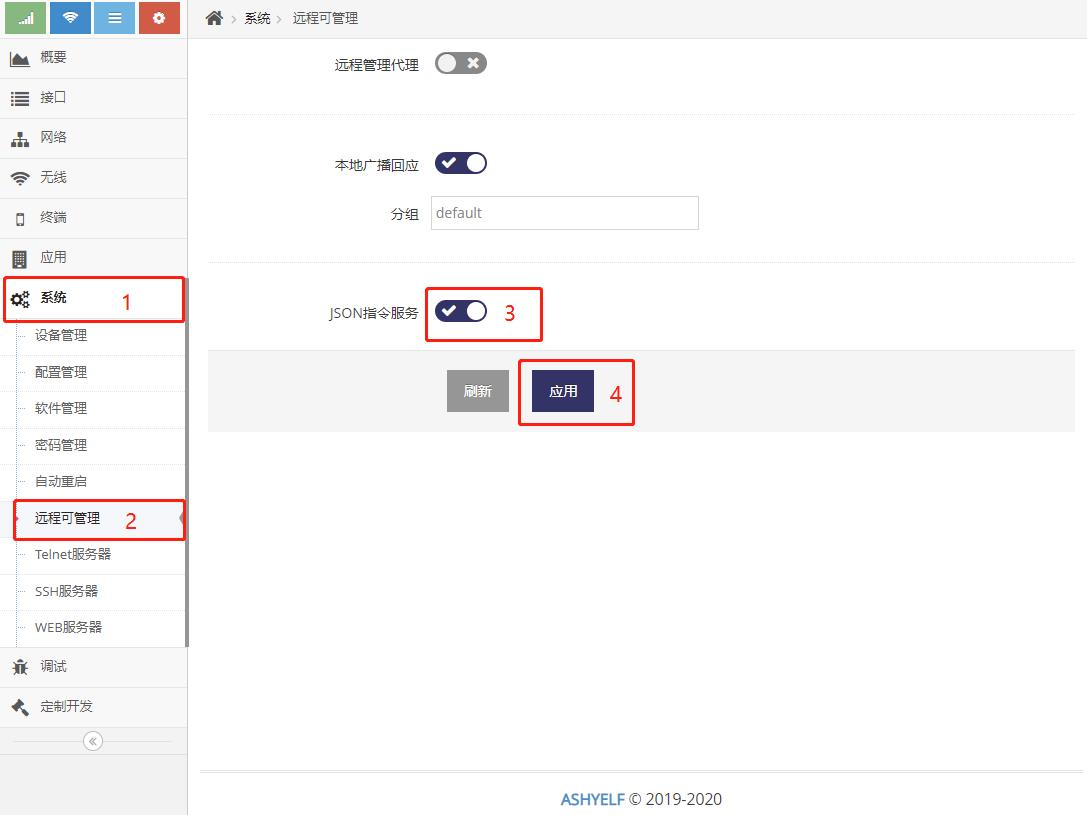 系统 远程可管理
概要
接口
网络
无线
终端
应用
系统 1
设备管理
配置管理
软件管理
密码管理
自动重启
远程可管理 2
Telnet服务器
SSH服务器
WEB服务器
调试
定制开发
远程管理代理
本地广播回应
分组 default
JSON指令服务 3
刷新 应用 4
ASHYELF © 2019-2020